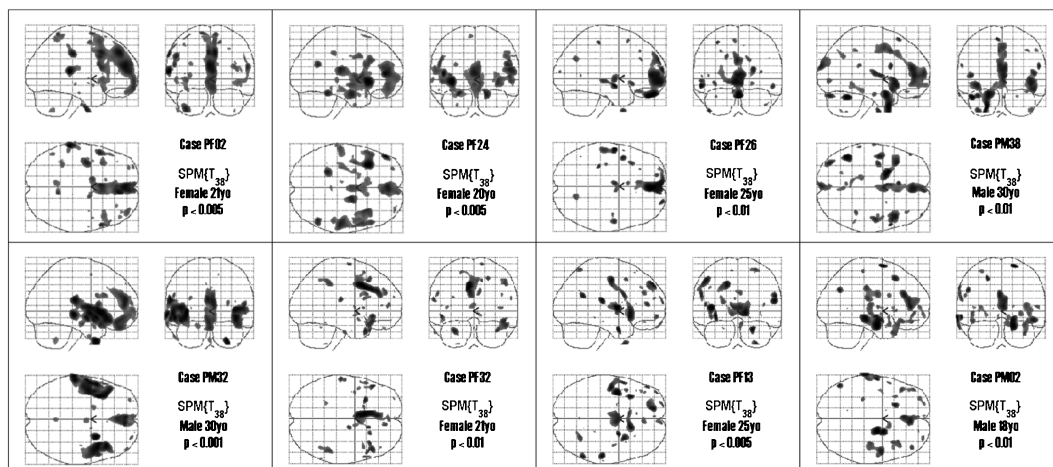 Case PF02
SPM{T38}
Female 21yo
p < 0.005
Case PF24
SPM{T38}
Female 20yo
p < 0.005
Case PF26
SPM{T38}
Female 25yo
p < 0.01
Case PM38
SPM{T38}
Male 30yo
p < 0.01
Case PM32
SPM{T38}
Male 30yo
p < 0.001
Case PF32
SPM{T38}
Female 21yo
p < 0.01
Case PF13
SPM{T38}
Female 25yo
p < 0.005
Case PM02
SPM{T38}
Male 18yo
p < 0.01